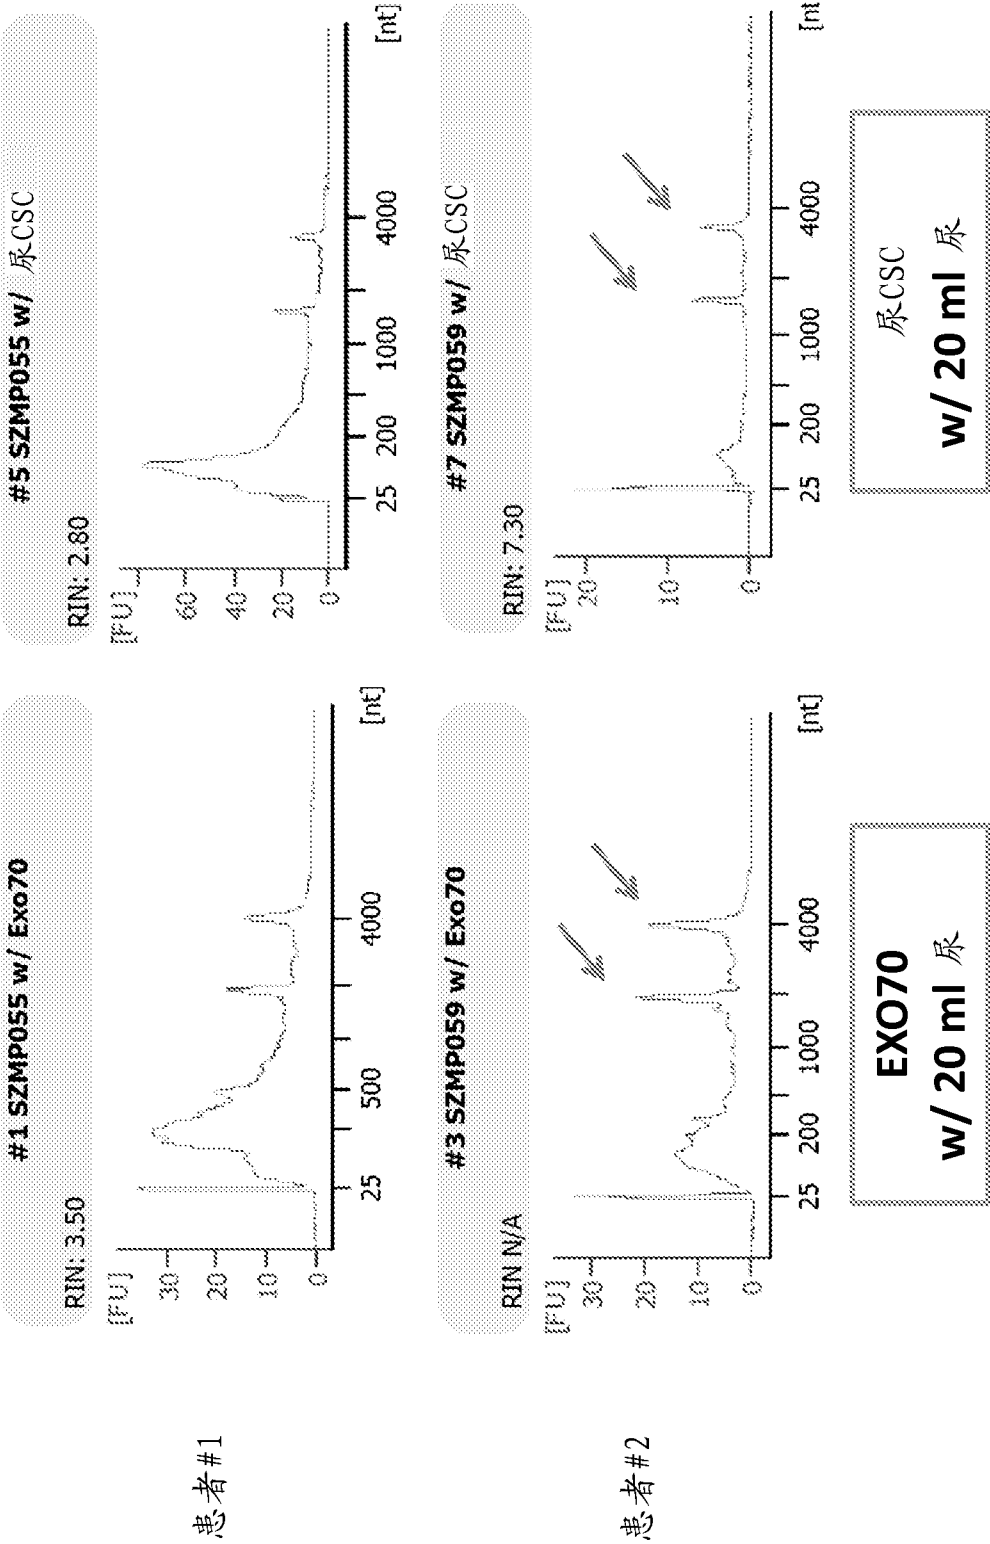 患者#1
#1 SZMP055 w/ Exo70
RIN: 3.50
[FU]
30
20
10
0
25
500
4000
[nt]
#5 SZMP055 w/ 尿CSC
RIN: 2.80
[FU]
60
40
20
0
25
200
1000
4000
[nt]
患者#2
#3 SZMP059 w/ Exo70
RIN N/A
[FU]
30
20
10
0
25
200
1000
4000
[nt]
#7 SZMP059 w/ 尿CSC
RIN: 7.30
[FU]
20
10
0
25
200
1000
4000
[nt]
EXO70
w/ 20 ml 尿
尿CSC
w/ 20 ml 尿